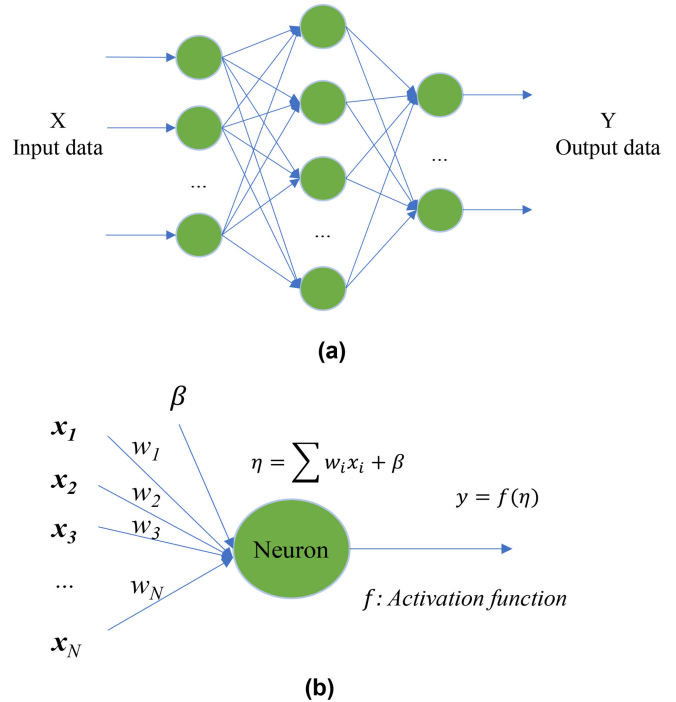 X
Input data
...
...
...
Y
Output data
(a)
β
x1
w1
η = ∑ wixi + β
x2
w2
y = f(η)
x3
w3
Neuron
...
wN
f: Activation function
xN
(b)